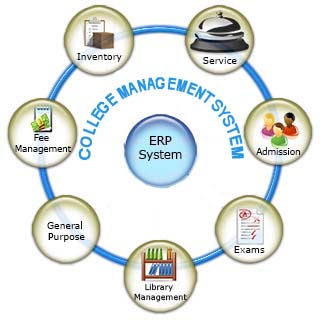 Inventory
Service
COLLEGE MANAGEMENT SYSTEM
Fee
Management
ERP
System
Admission
General
Purpose
Exams
Library
Management